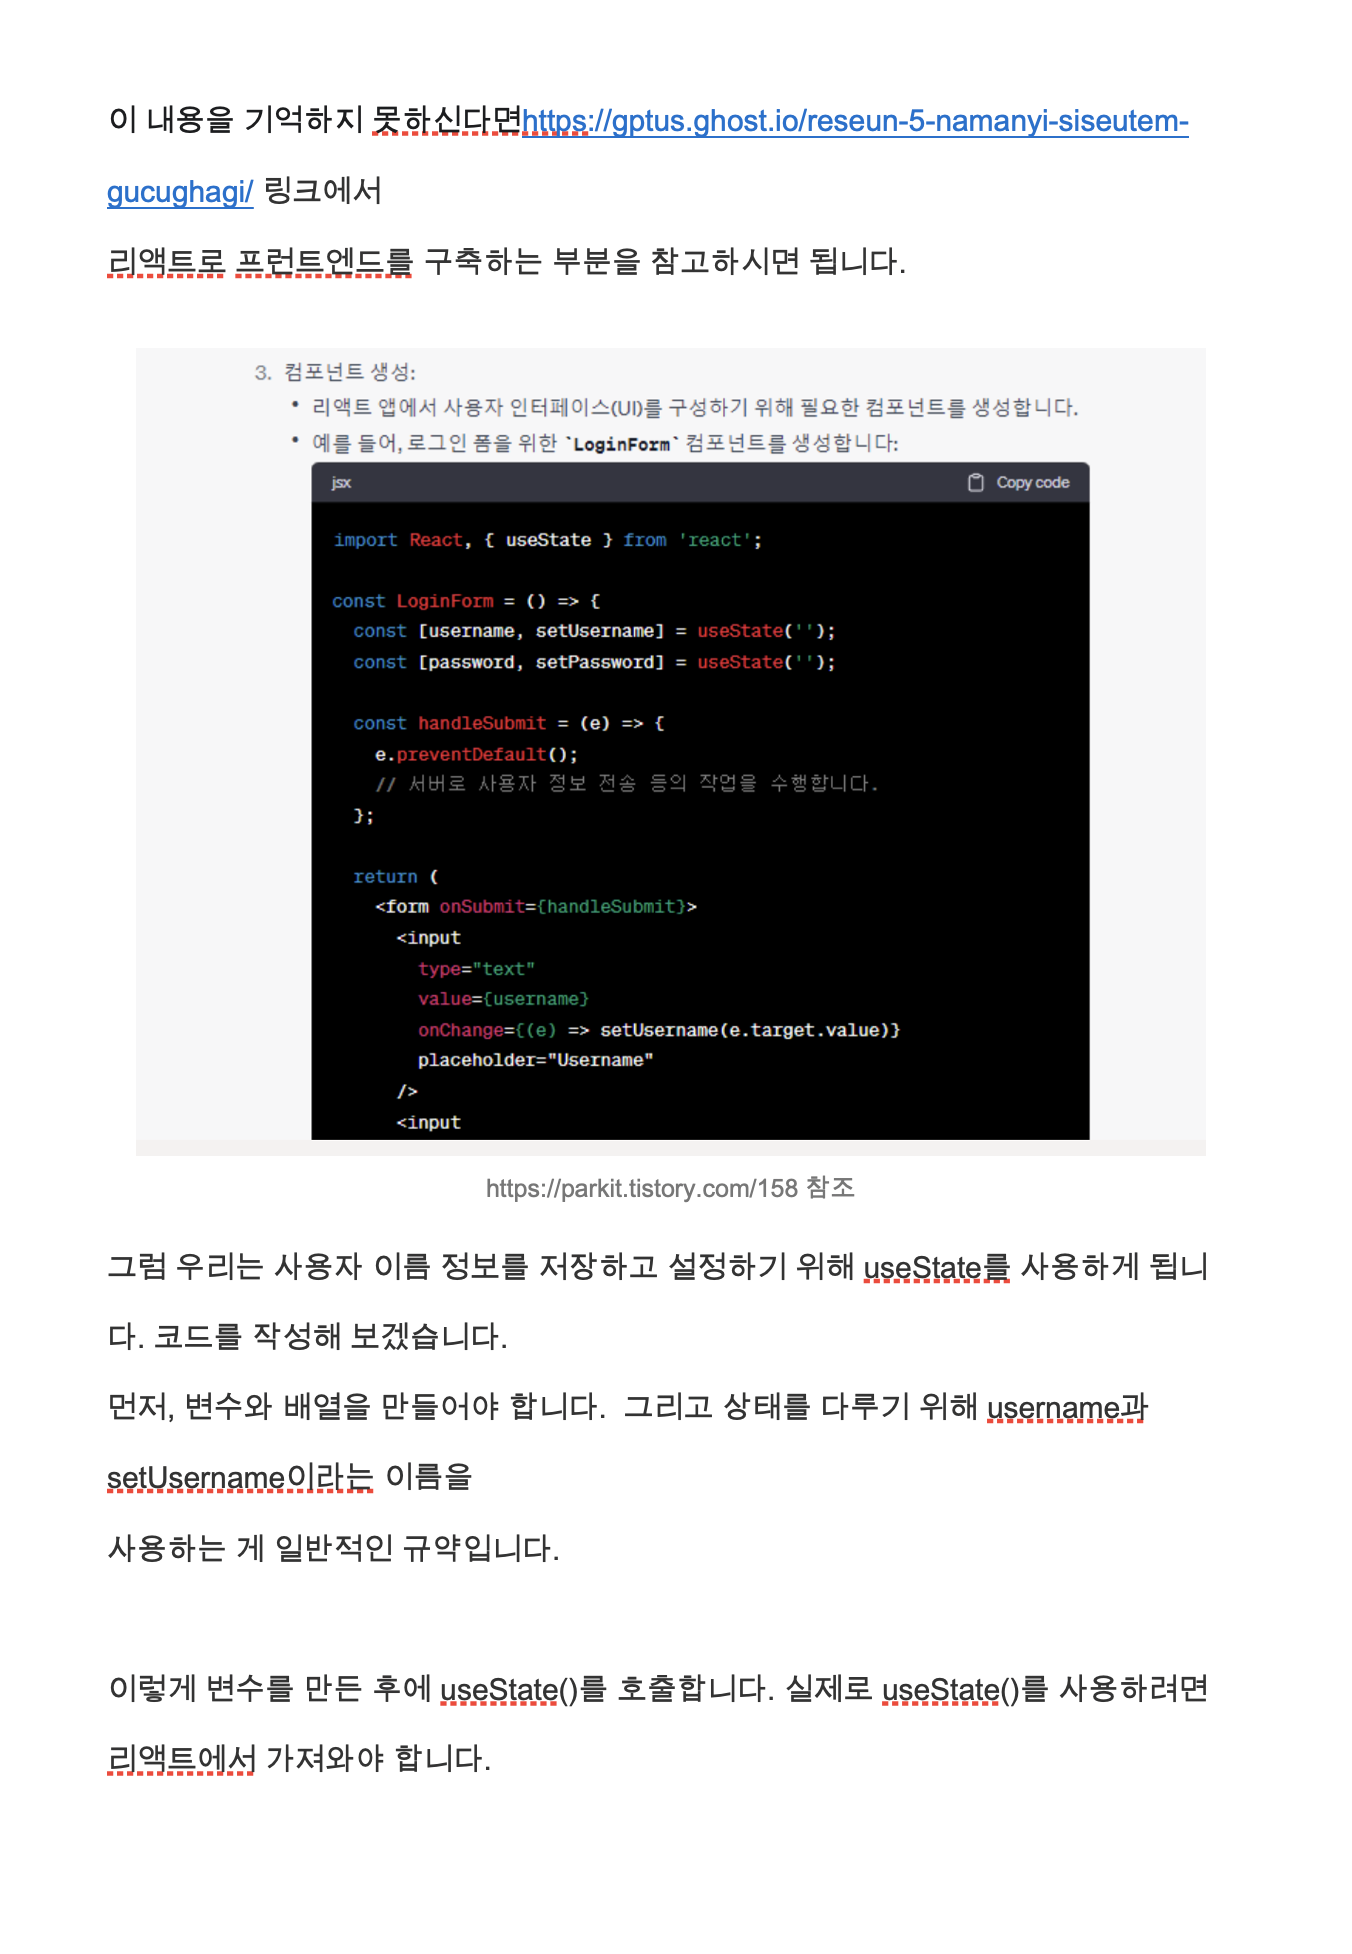 이 내용을 기억하지 못하신다면https://gptus.ghost.io/reseun-5-namanyi-siseutem-
gucughagi/ 링크에서
리액트로 프런트엔드를 구축하는 부분을 참고하시면 됩니다.
3. 컴포넌트 생성:
• 리액트 앱에서 사용자 인터페이스(UI)를 구성하기 위해 필요한 컴포넌트를 생성합니다.
• 예를 들어, 로그인 폼을 위한 `LoginForm` 컴포넌트를 생성합니다:
jsx Copy code
import React, { useState } from 'react';
const LoginForm = () => {
const [username, setUsername] = useState('');
const [password, setPassword] = useState('');
const handleSubmit = (e) => {
e.preventDefault();
// 서버로 사용자 정보 전송 등의 작업을 수행합니다.
};
return (
<form onSubmit={handleSubmit}>
<input
type="text"
value={username}
onChange={(e) => setUsername(e.target.value)}
placeholder="Username"
/>
<input
https://parkit.tistory.com/158 참조
그럼 우리는 사용자 이름 정보를 저장하고 설정하기 위해 useState를 사용하게 됩니
다. 코드를 작성해 보겠습니다.
먼저, 변수와 배열을 만들어야 합니다.  그리고 상태를 다루기 위해 username과
setUsername이라는 이름을
사용하는 게 일반적인 규약입니다.
이렇게 변수를 만든 후에 useState()를 호출합니다. 실제로 useState()를 사용하려면
리액트에서 가져와야 합니다.